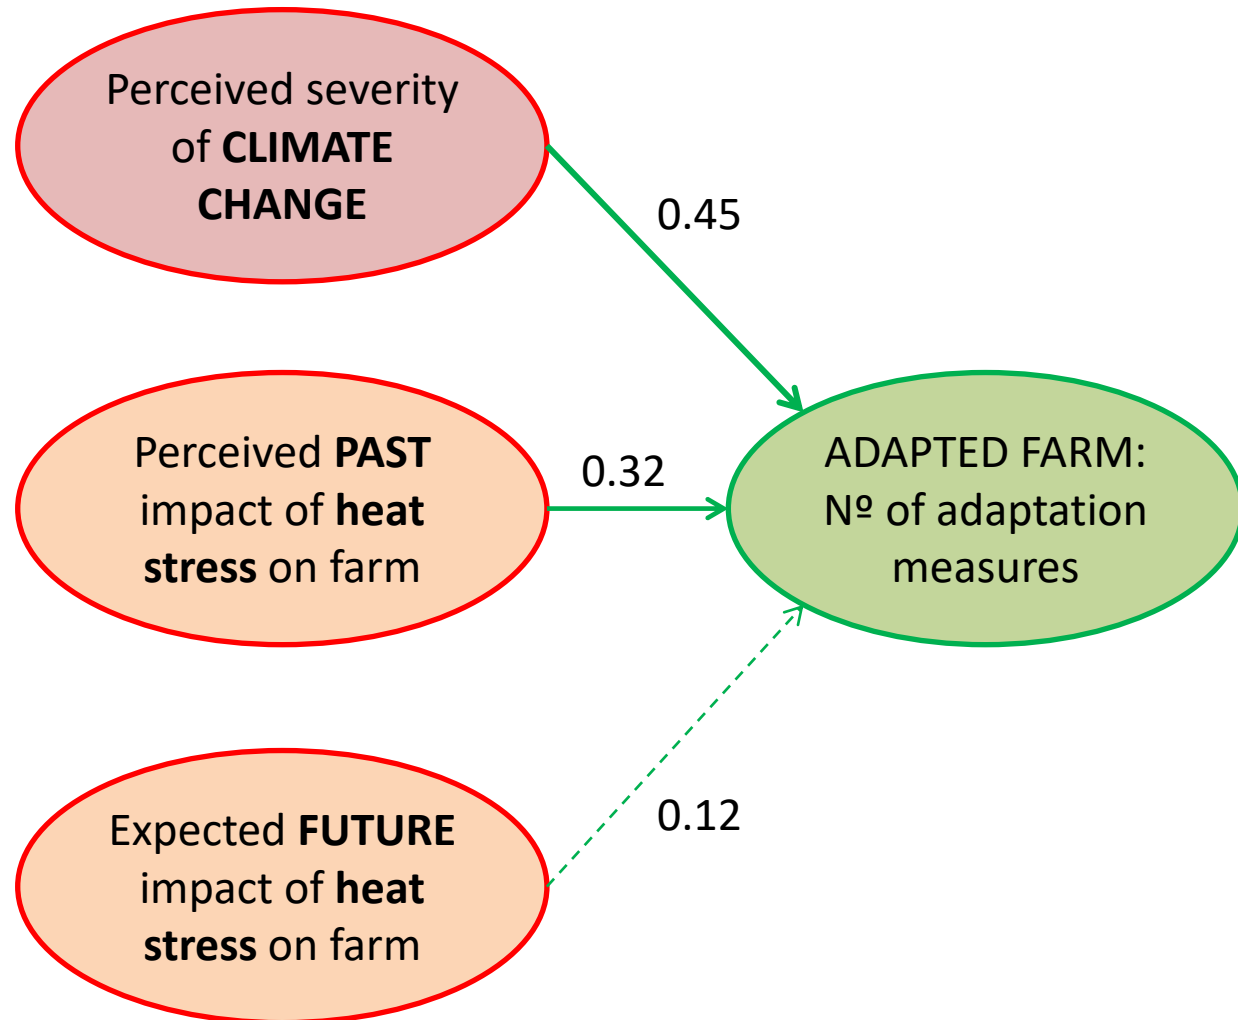 Perceived severity
of CLIMATE
CHANGE
0.45
Perceived PAST
impact of heat
stress on farm
0.32
ADAPTED FARM:
Nº of adaptation
measures
Expected FUTURE
impact of heat
stress on farm
0.12